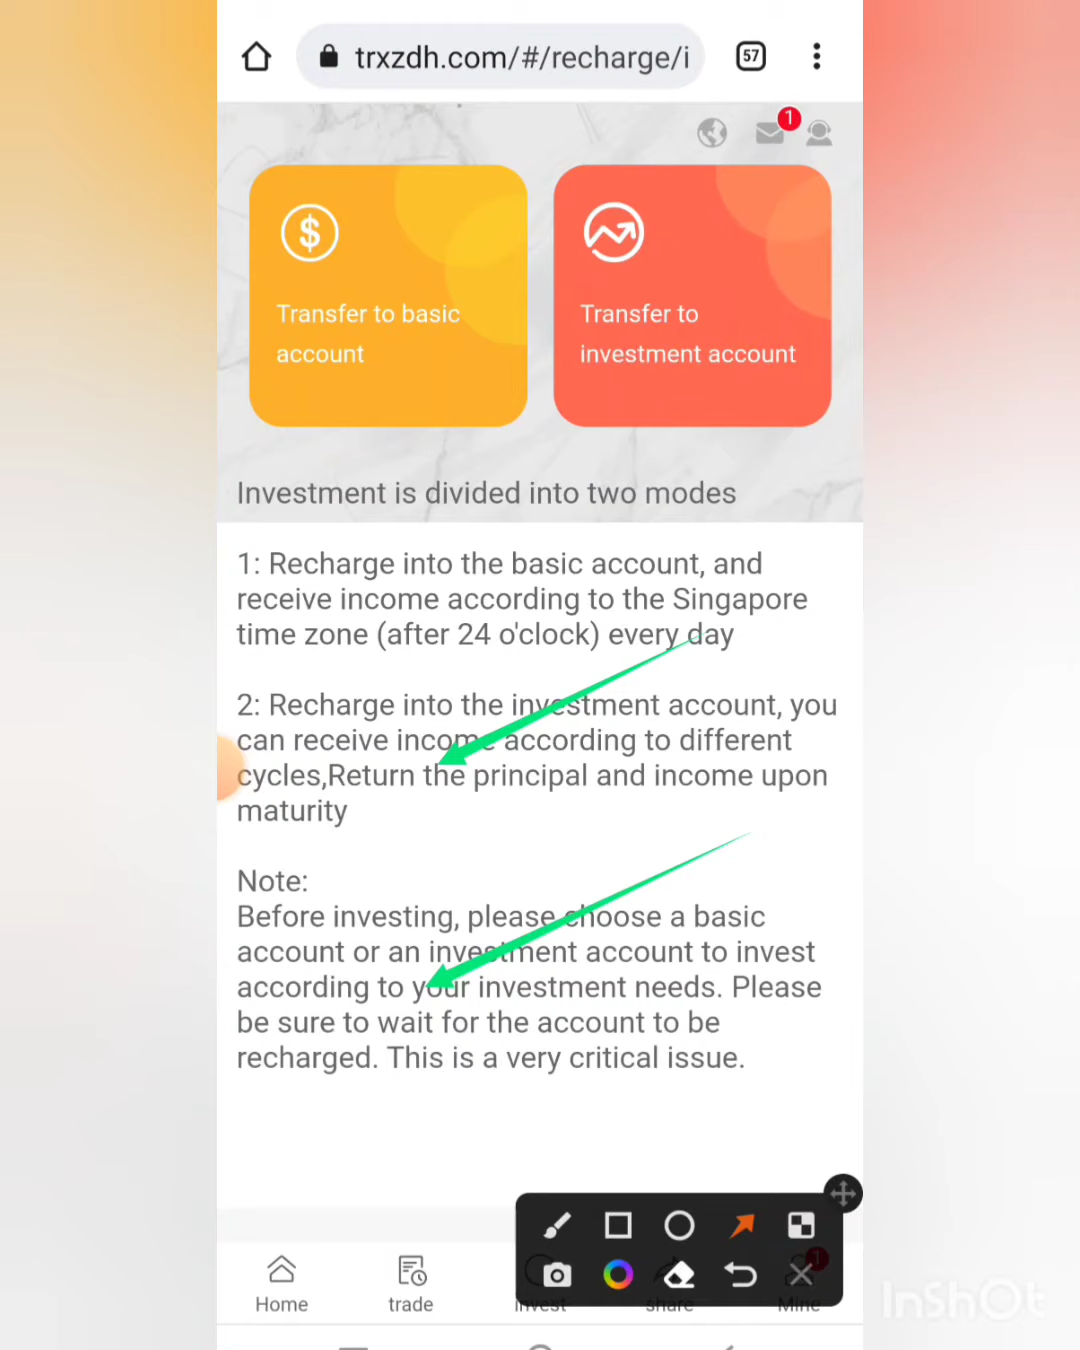 trxzdh.com/#/recharge/i
57
1
Transfer to basic
account
Transfer to
investment account
Investment is divided into two modes
1: Recharge into the basic account, and
receive income according to the Singapore
time zone (after 24 o'clock) every day
2: Recharge into the investment account, you
can receive income according to different
cycles,Return the principal and income upon
maturity
Note:
Before investing, please choose a basic
account or an investment account to invest
according to your investment needs. Please
be sure to wait for the account to be
recharged. This is a very critical issue.
1
Home
trade
invest
share
Mine
InShOt